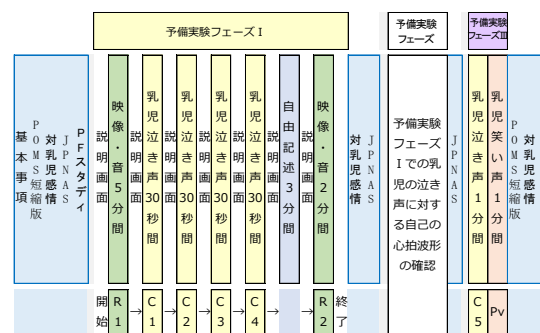 予備実験フェーズⅠ
予備実験
フェーズ
予備実験
フェーズⅢ
基本事項
POMS短縮版
対乳児感情
JPNAS
PFスタディ
説明画面
映像・音5分間
説明画面
乳児泣き声30秒間
説明画面
乳児泣き声30秒間
説明画面
乳児泣き声30秒間
説明画面
乳児泣き声30秒間
説明画面
自由記述3分間
説明画面
映像・音2分間
対乳児感情
JPNAS
予備実験
フェーズ
Ⅰでの乳
児の泣き
声に対す
る自己の
心拍波形
の確認
JPNAS
乳児泣き声1分間
乳児笑い声1分間
POMS短縮版
対乳児感情
開始
R1
→
C1
→
C2
→
C3
→
C4
→
→
R2
終了
C5
Pv